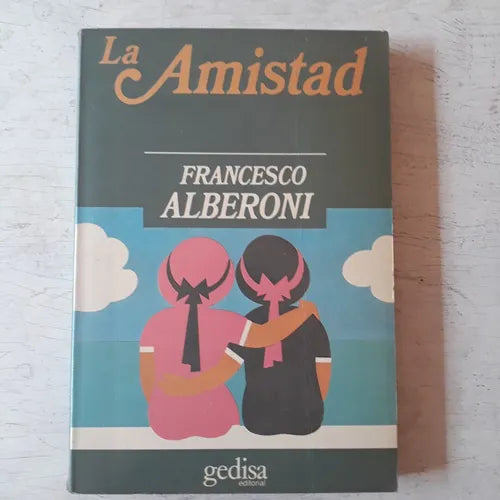 La Amistad
FRANCESCO
ALBERONI
gedisa
editorial